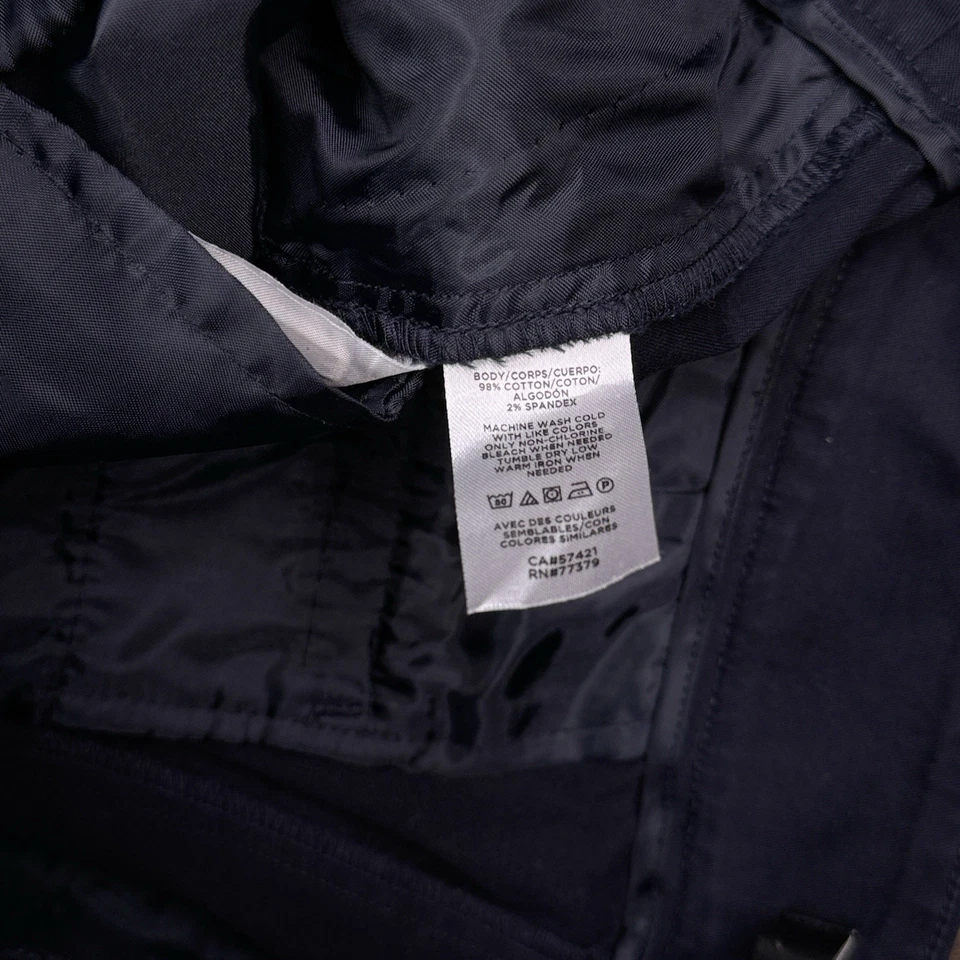 BODY/CORPS/CUERPO:
98% COTTON/COTON/
ALGODÓN
2% SPANDEX
MACHINE WASH COLD
WITH LIKE COLORS
ONLY NON-CHLORINE
BLEACH WHEN NEEDED
TUMBLE DRY LOW
WARM IRON WHEN
NEEDED
P
AVEC DES COULEURS
SEMBLABLES/CON
COLORES SIMILARES
CA#57421
RN#77379